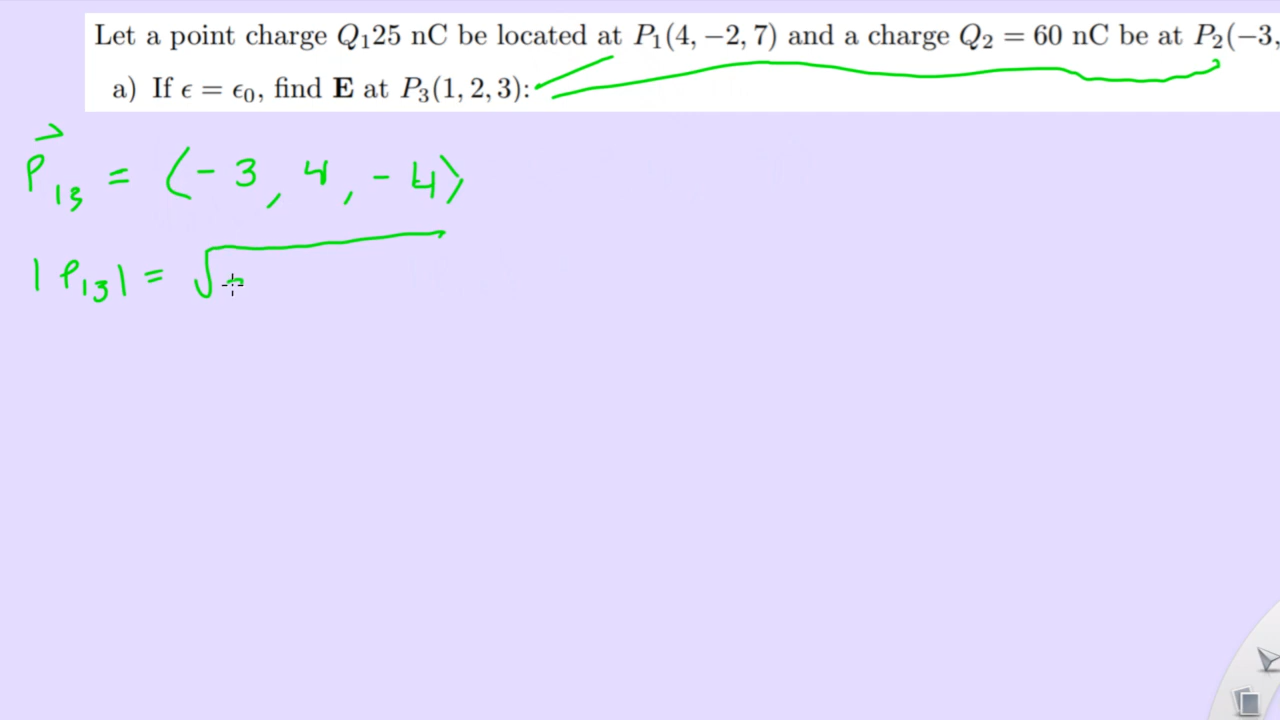 Let a point charge Q₁25 nC be located at P₁(4, −2, 7) and a charge Q₂ = 60 nC be at P₂(−3,
a) If ϵ = ϵ₀, find E at P₃(1, 2, 3):
P⃗₁₃ = ⟨-3, 4, -4⟩
|P₁₃| = √-